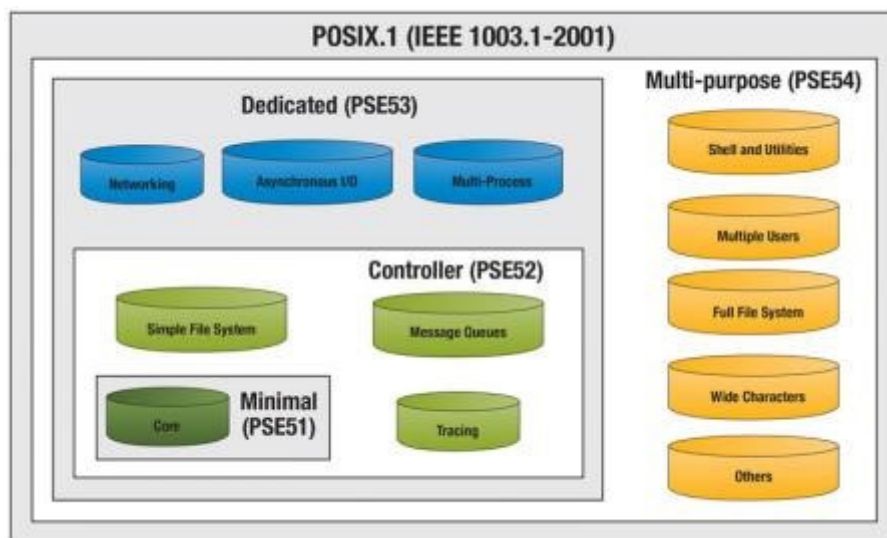 POSIX.1 (IEEE 1003.1-2001)
Dedicated (PSE53)
Networking
Asynchronous I/O
Multi-Process
Controller (PSE52)
Simple File System
Message Queues
Core
Minimal
(PSE51)
Tracing
Multi-purpose (PSE54)
Shell and Utilities
Multiple Users
Full File System
Wide Characters
Others